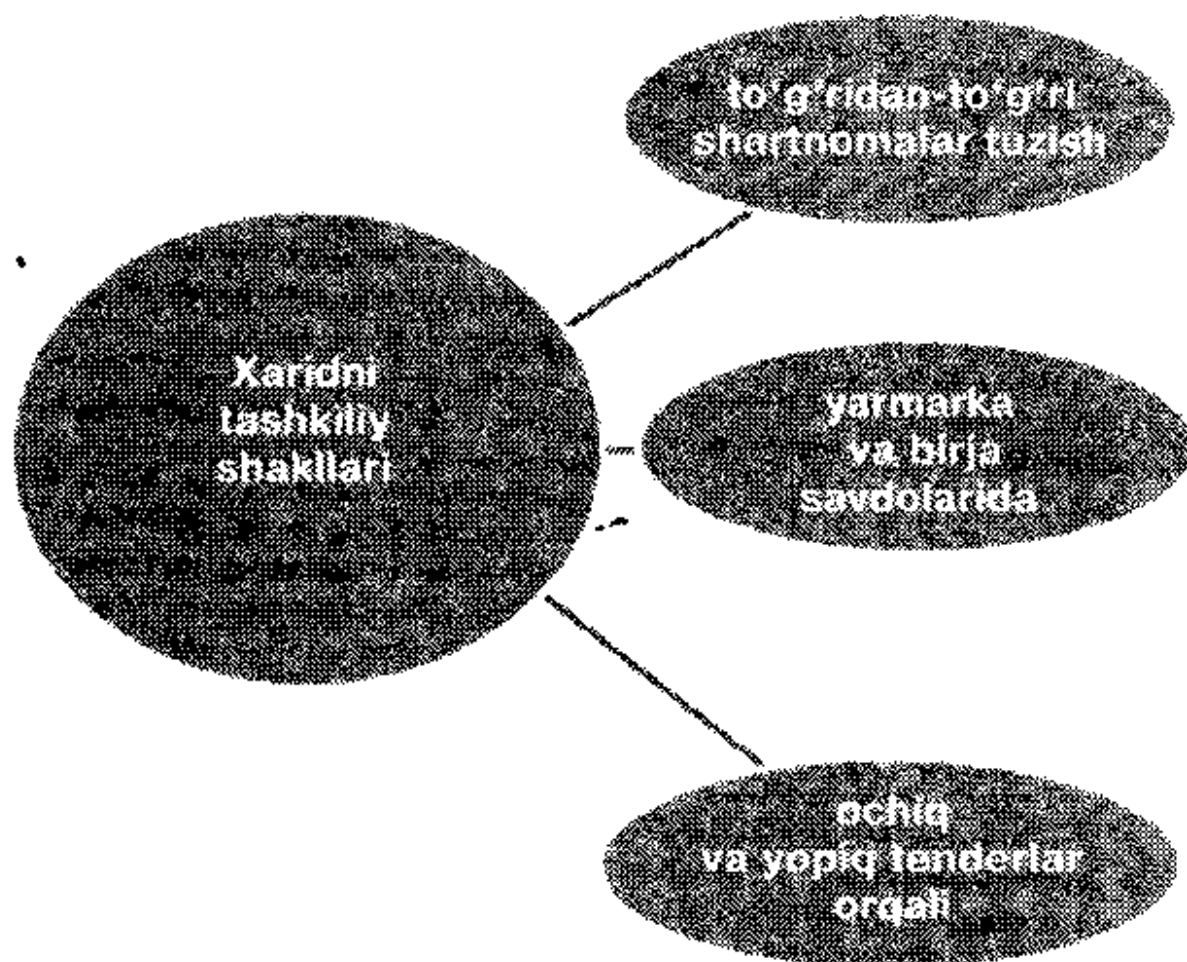 to‘g‘ridan-to‘g‘ri
shartnomalar tuzish
Xaridni
tashkiliy
shakllari
yarmarka
va birja
savdolarida
ochiq
va yopiq tenderlar
orqali